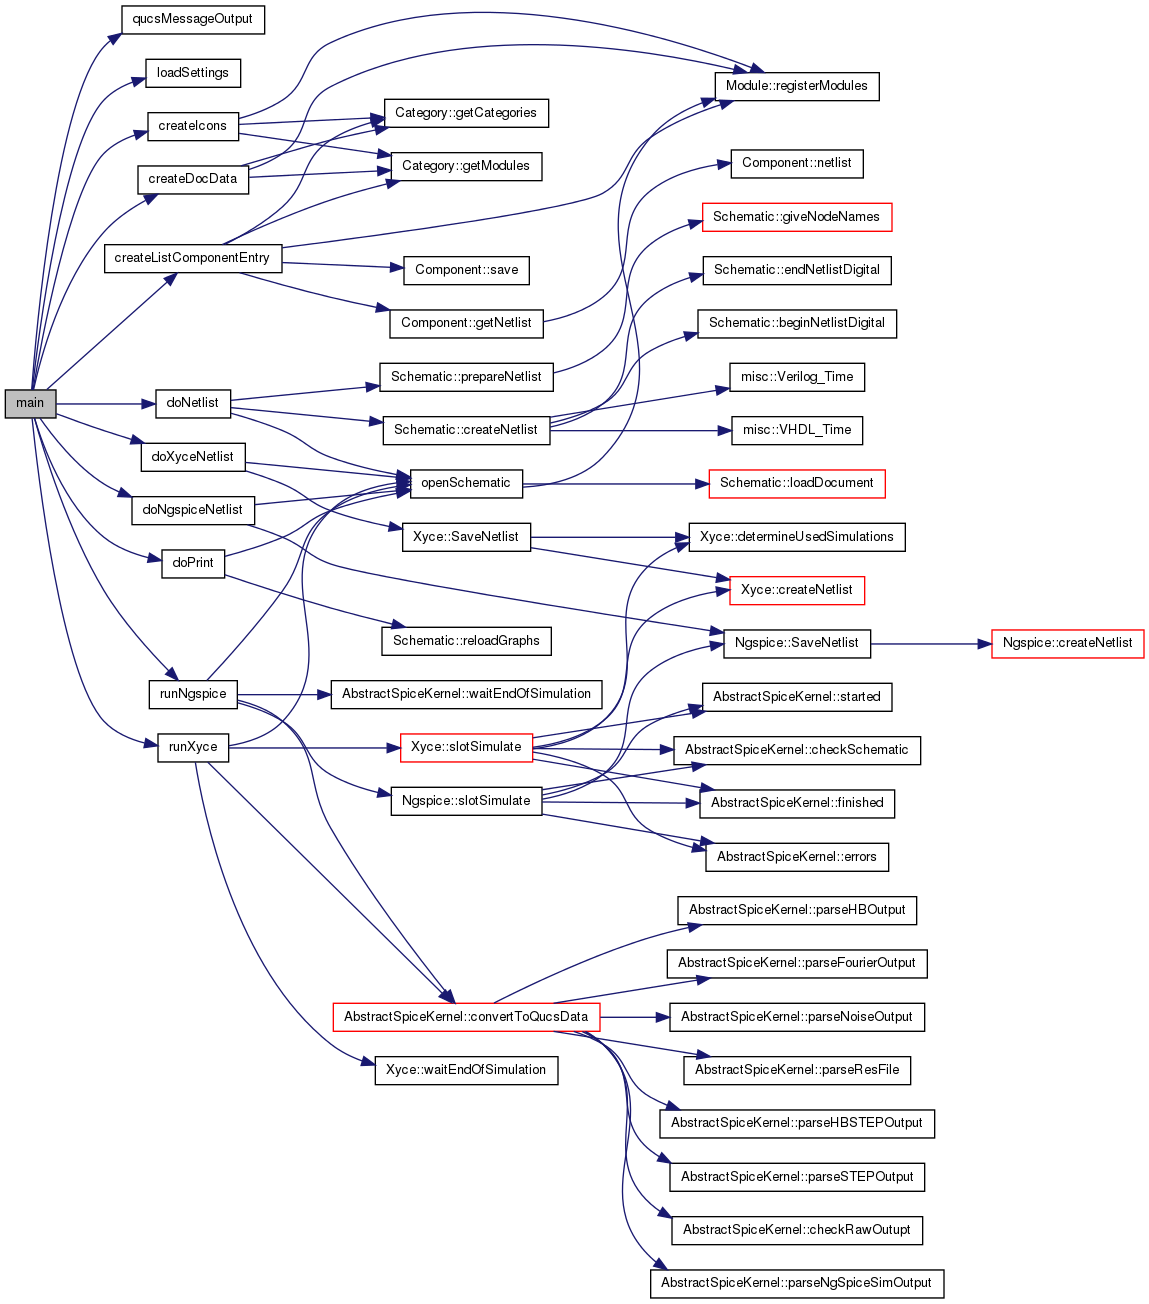 qucsMessageOutput
loadSettings
Module::registerModules
Category::getCategories
createIcons
Category::getModules
Component::netlist
createDocData
Schematic::giveNodeNames
createListComponentEntry
Component::save
Schematic::endNetlistDigital
Component::getNetlist
Schematic::beginNetlistDigital
Schematic::prepareNetlist
misc::Verilog_Time
main
doNetlist
Schematic::createNetlist
misc::VHDL_Time
doXyceNetlist
openSchematic
Schematic::loadDocument
doNgspiceNetlist
Xyce::SaveNetlist
Xyce::determineUsedSimulations
doPrint
Xyce::createNetlist
Schematic::reloadGraphs
Ngspice::SaveNetlist
Ngspice::createNetlist
runNgspice
AbstractSpiceKernel::waitEndOfSimulation
AbstractSpiceKernel::started
runXyce
Xyce::slotSimulate
AbstractSpiceKernel::checkSchematic
Ngspice::slotSimulate
AbstractSpiceKernel::finished
AbstractSpiceKernel::errors
AbstractSpiceKernel::parseHBOutput
AbstractSpiceKernel::parseFourierOutput
AbstractSpiceKernel::convertToQucsData
AbstractSpiceKernel::parseNoiseOutput
Xyce::waitEndOfSimulation
AbstractSpiceKernel::parseResFile
AbstractSpiceKernel::parseHBSTEPOutput
AbstractSpiceKernel::parseSTEPOutput
AbstractSpiceKernel::checkRawOutupt
AbstractSpiceKernel::parseNgSpiceSimOutput